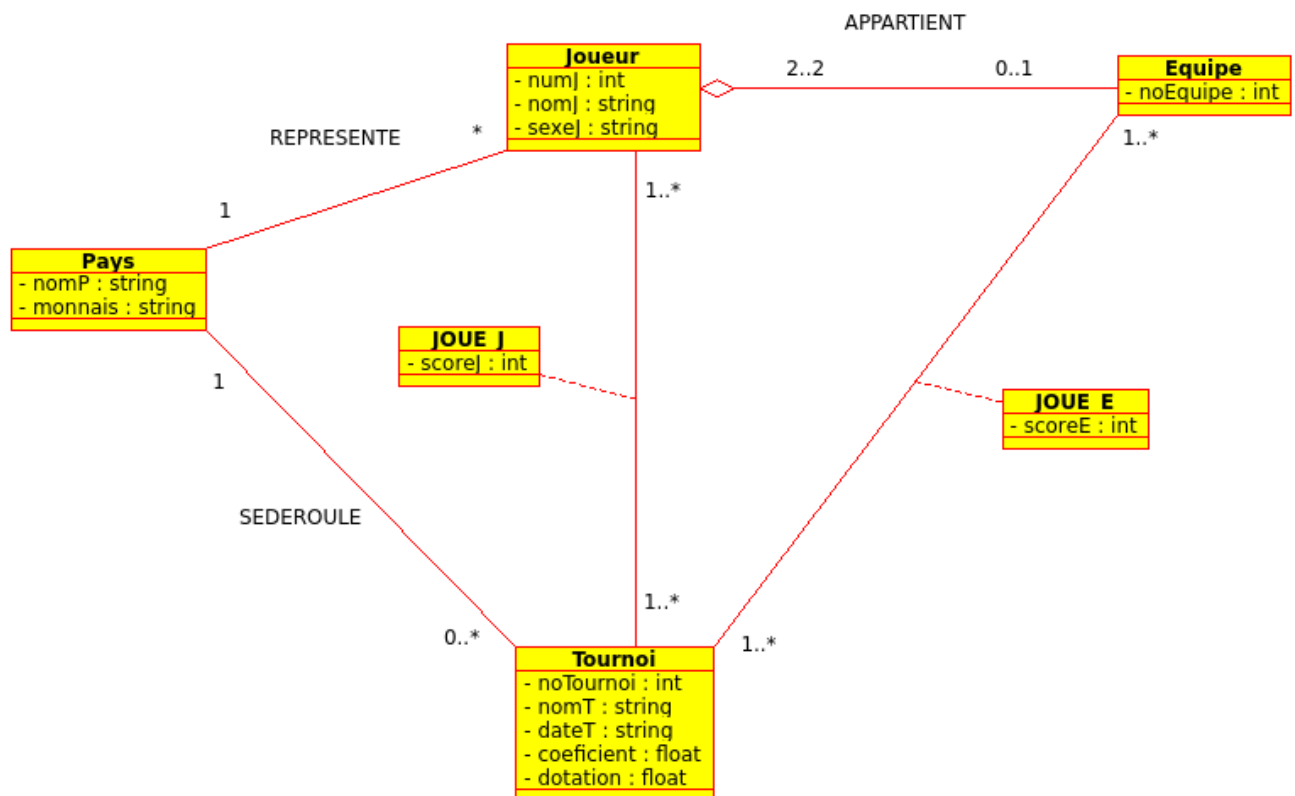 APPARTIENT
Joueur
- numJ : int
- nomJ : string
- sexeJ : string
2..2
0..1
Equipe
- noEquipe : int
REPRESENTE
*
1..*
1..*
1
Pays
- nomP : string
- monnais : string
JOUE_J
- scoreJ : int
1
JOUE_E
- scoreE : int
SEDEROULE
1..*
0..*
1..*
Tournoi
- noTournoi : int
- nomT : string
- dateT : string
- coeficient : float
- dotation : float